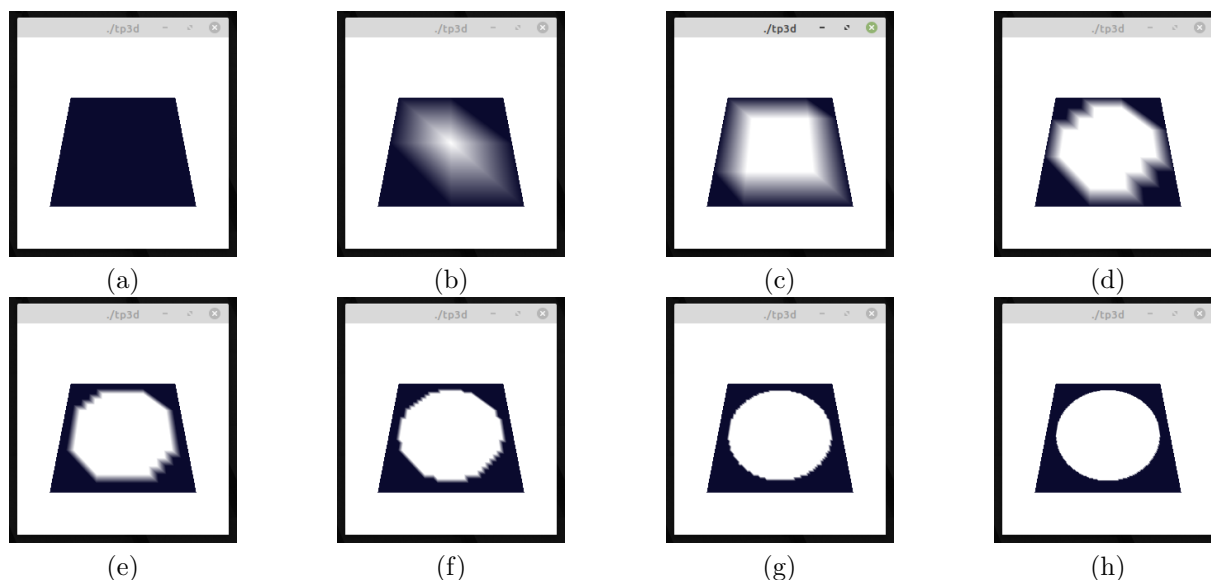 ./tp3d ./tp3d ./tp3d ./tp3d
(a) (b) (c) (d)
./tp3d ./tp3d ./tp3d ./tp3d
(e) (f) (g) (h)